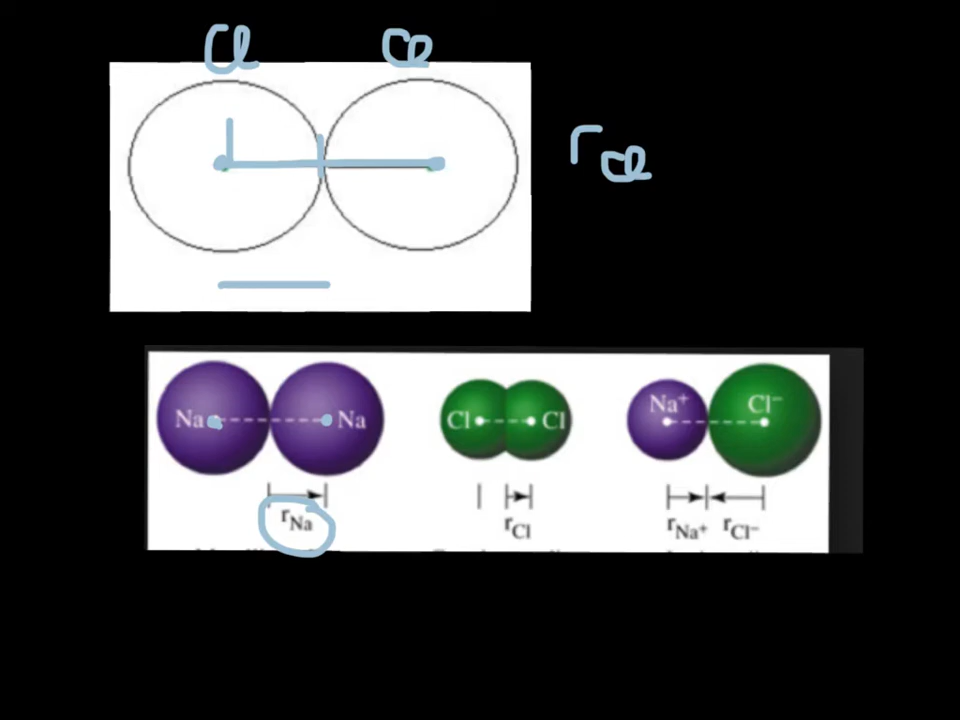 Cl Cl
r Cl
Na Na Cl Cl Na⁺ Cl⁻
rNa rCl rNa⁺ rCl⁻